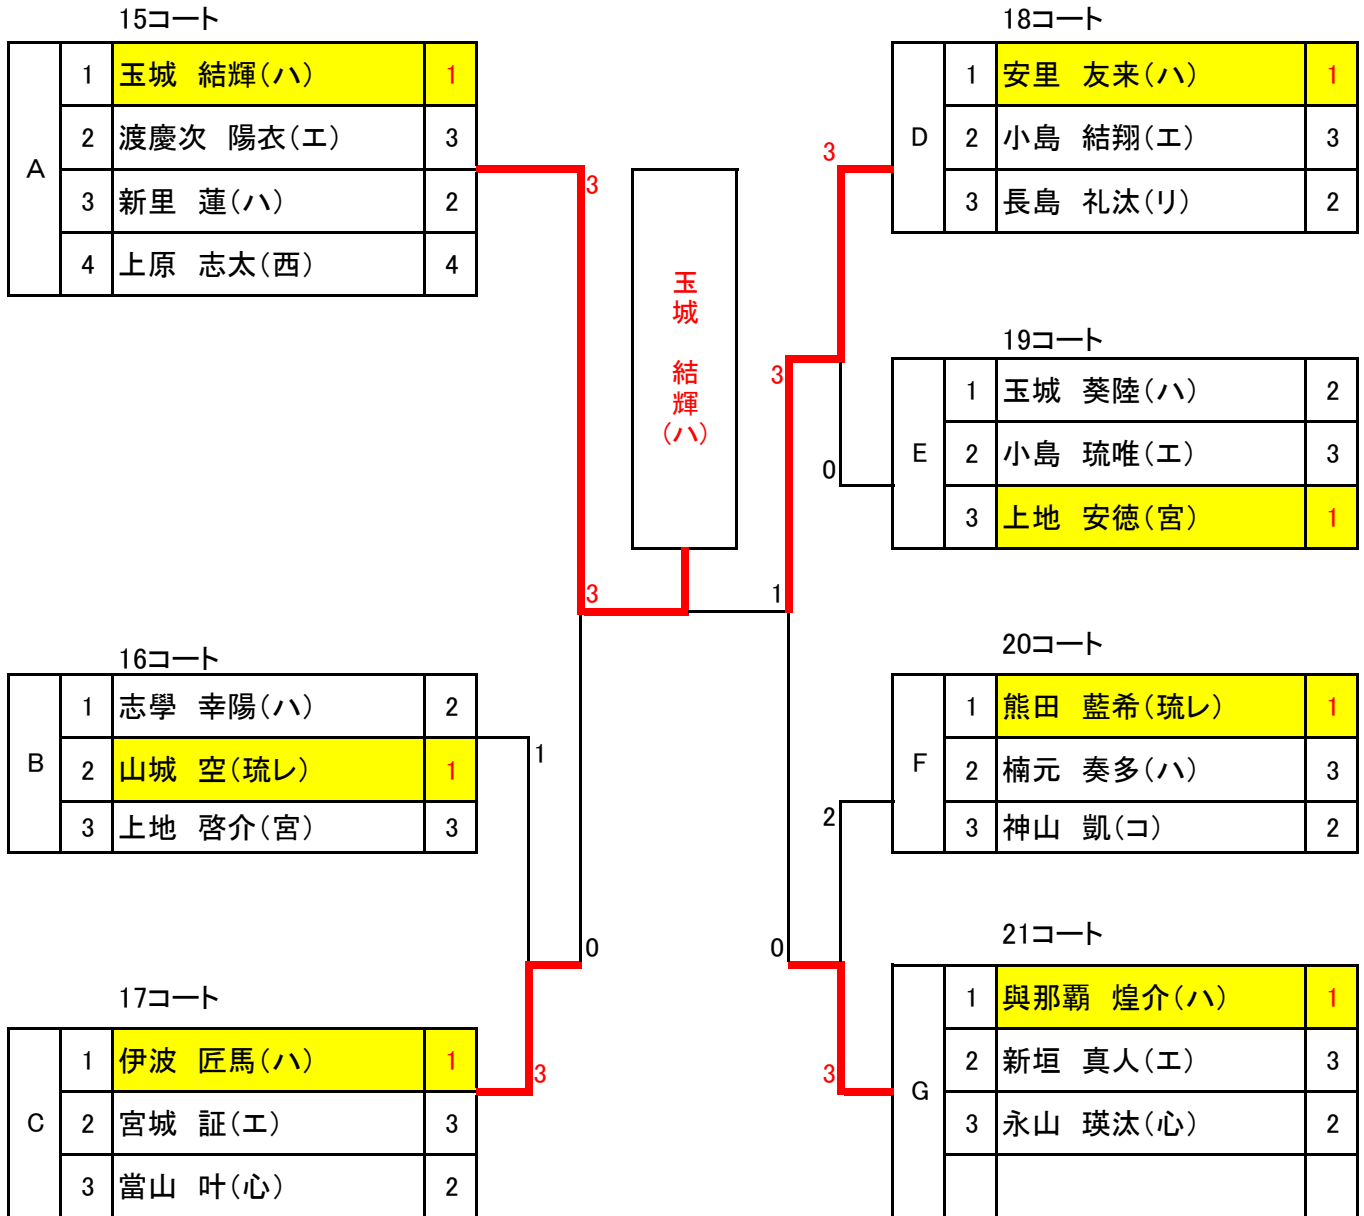 15コート
A
1 玉城 結輝(ハ) 1
2 渡慶次 陽衣(エ) 3
3 新里 蓮(ハ) 2
4 上原 志太(西) 4
16コート
B
1 志學 幸陽(ハ) 2
2 山城 空(琉レ) 1
3 上地 啓介(宮) 3
17コート
C
1 伊波 匠馬(ハ) 1
2 宮城 証(エ) 3
3 當山 叶(心) 2
3
3
1
0
3
玉城 結輝(ハ)
3
3
0
1
2
0
3
18コート
D
1 安里 友来(ハ) 1
2 小島 結翔(エ) 3
3 長島 礼汰(リ) 2
19コート
E
1 玉城 葵陸(ハ) 2
2 小島 琉唯(エ) 3
3 上地 安徳(宮) 1
20コート
F
1 熊田 藍希(琉レ) 1
2 楠元 奏多(ハ) 3
3 神山 凱(コ) 2
21コート
G
1 與那覇 煌介(ハ) 1
2 新垣 真人(エ) 3
3 永山 瑛汰(心) 2